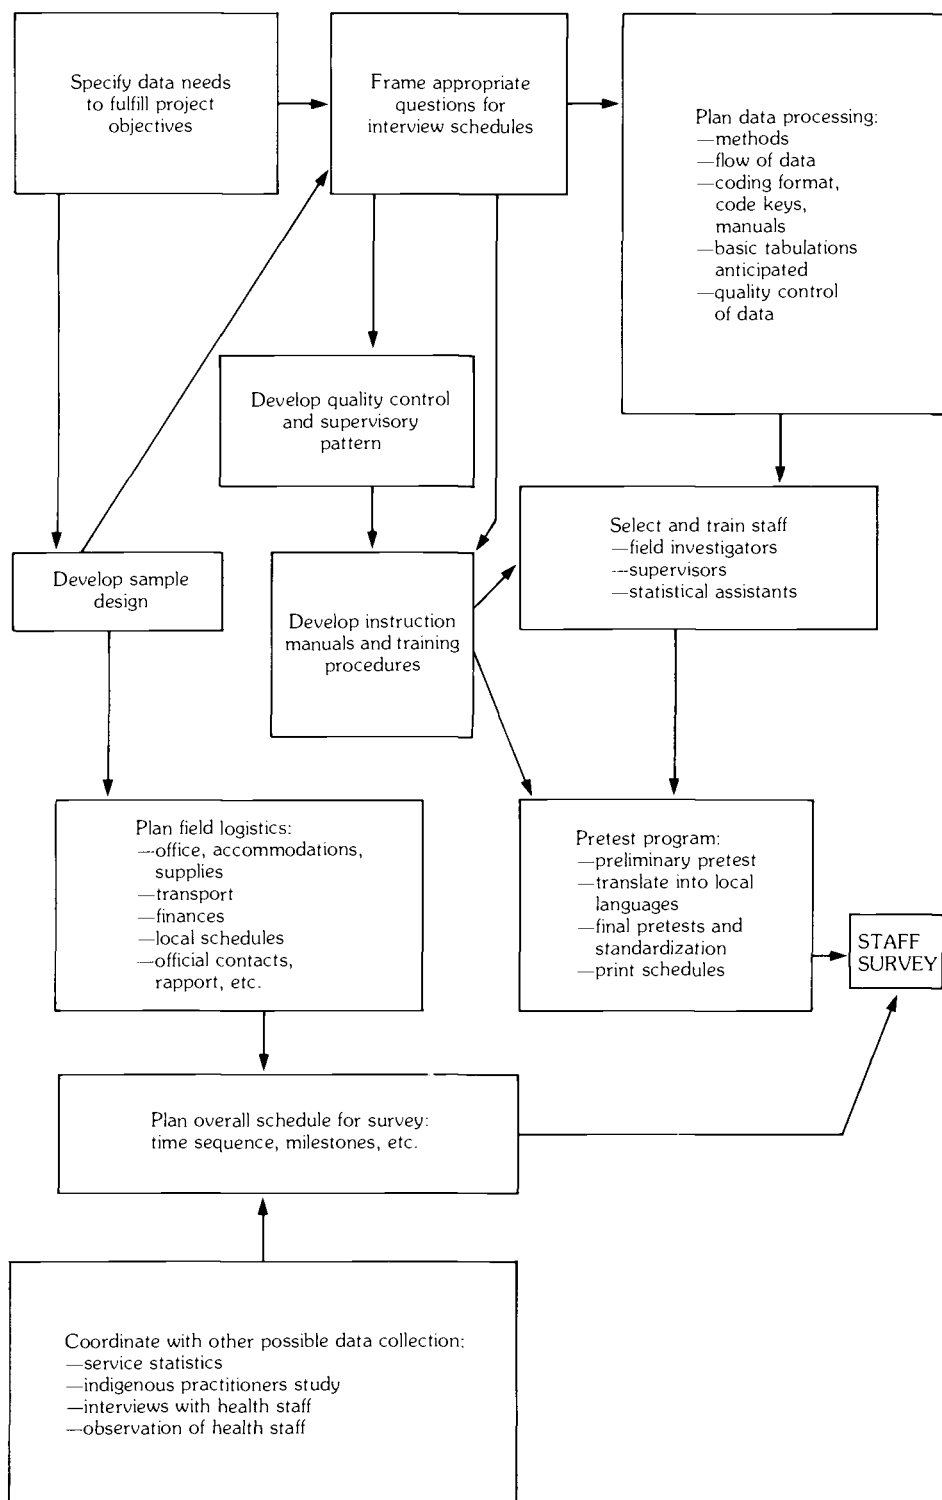 Specify data needs
to fulfill project
objectives
Frame appropriate
questions for
interview schedules
Plan data processing:
—methods
—flow of data
—coding format,
code keys,
manuals
—basic tabulations
anticipated
—quality control
of data
Develop quality control
and supervisory
pattern
Select and train staff
—field investigators
—supervisors
—statistical assistants
Develop sample
design
Develop instruction
manuals and training
procedures
Plan field logistics:
—office, accommodations,
supplies
—transport
—finances
—local schedules
—official contacts,
rapport, etc.
Pretest program:
—preliminary pretest
—translate into local
languages
—final pretests and
standardization
—print schedules
STAFF
SURVEY
Plan overall schedule for survey:
time sequence, milestones, etc.
Coordinate with other possible data collection:
—service statistics
—indigenous practitioners study
—interviews with health staff
—observation of health staff